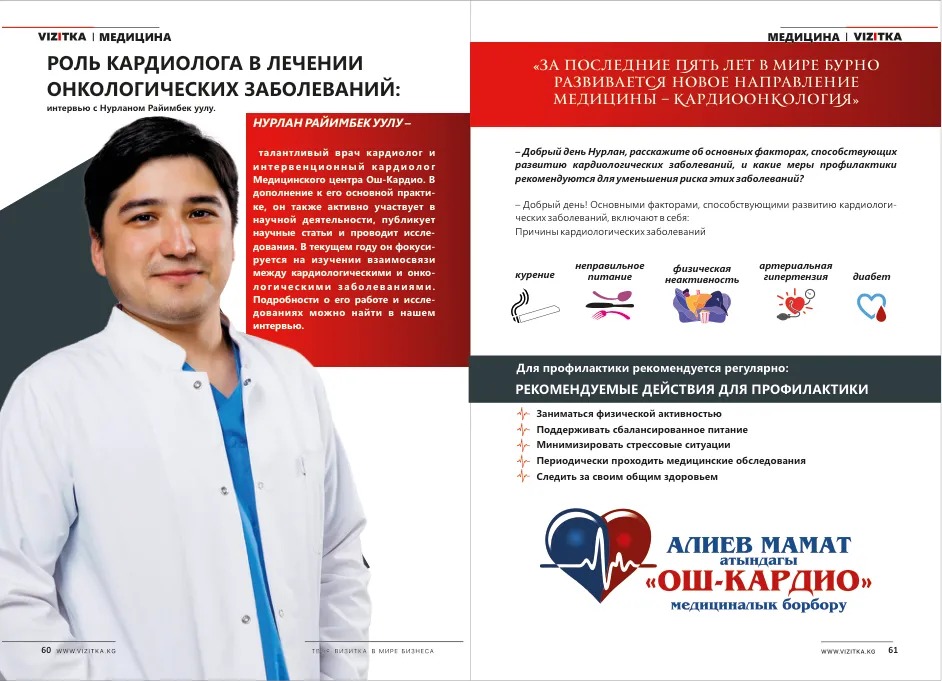 VIZITKA | МЕДИЦИНА
РОЛЬ КАРДИОЛОГА В ЛЕЧЕНИИ
ОНКОЛОГИЧЕСКИХ ЗАБОЛЕВАНИЙ:
интервью с Нурланом Райимбек уулу.
НУРЛАН РАЙИМБЕК УУЛУ –
талантливый врач кардиолог и
интервенционный кардиолог
Медицинского центра Ош-Кардио. В
дополнение к его основной практи-
ке, он также активно участвует в
научной деятельности, публикует
научные статьи и проводит иссле-
дования. В текущем году он фокуси-
руется на изучении взаимосвязи
между кардиологическими и онко-
логическими заболеваниями.
Подробности о его работе и иссле-
дованиях можно найти в нашем
интервью.
60 WWW.VIZITKA.KG
ВИЗИТКА В МИРЕ БИЗНЕСА
МЕДИЦИНА | VIZITKA
«ЗА ПОСЛЕДНИЕ ПЯТЬ ЛЕТ В МИРЕ БУРНО
РАЗВИВАЕТСЯ НОВОЕ НАПРАВЛЕНИЕ
МЕДИЦИНЫ – КАРДИООНКОЛОГИЯ»
– Добрый день Нурлан, расскажите об основных факторах, способствующих
развитию кардиологических заболеваний, и какие меры профилактики
рекомендуются для уменьшения риска этих заболеваний?
– Добрый день! Основными факторами, способствующими развитию кардиологи-
ческих заболеваний, включают в себя:
Причины кардиологических заболеваний
курение
неправильное
питание
физическая
неактивность
артериальная
гипертензия
диабет
Для профилактики рекомендуется регулярно:
РЕКОМЕНДУЕМЫЕ ДЕЙСТВИЯ ДЛЯ ПРОФИЛАКТИКИ
Заниматься физической активностью
Поддерживать сбалансированное питание
Минимизировать стрессовые ситуации
Периодически проходить медицинские обследования
Следить за своим общим здоровьем
АЛИЕВ МАМАТ
атындагы
«ОШ-КАРДИО»
медициналык борбору
WWW.VIZITKA.KG 61